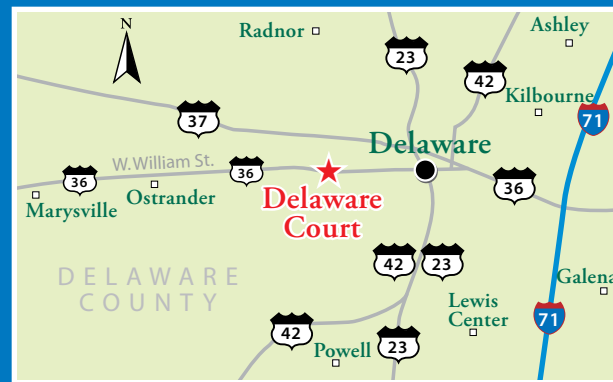 N
Radnor
Ashley
23
42
Kilbourne
37
71
W. William St.
Delaware
36
36
36
Marysville
Ostrander
Delaware
Court
42
23
DELAWARE
COUNTY
Galena
Lewis
Center
71
42
23
Powell